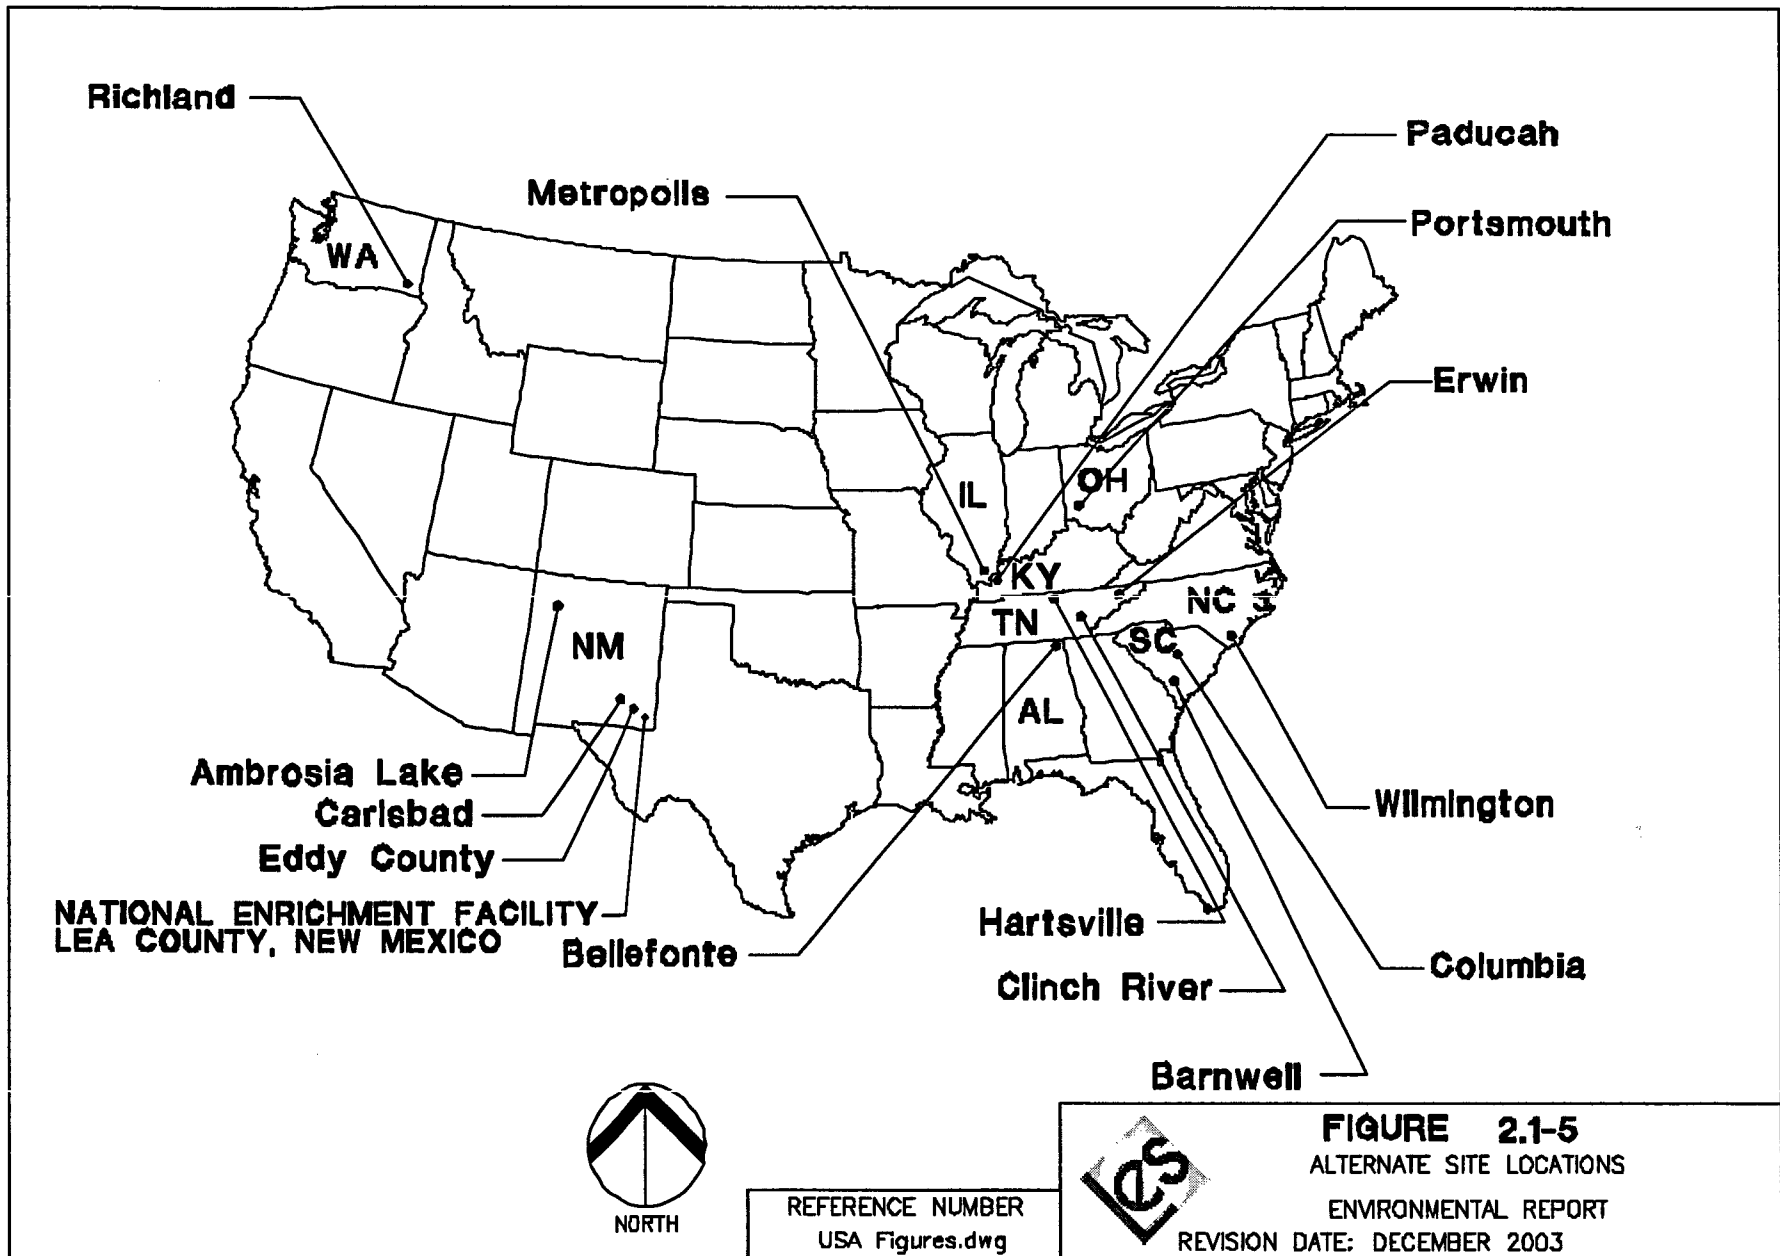 Richland
Paducah
Metropolis
Portsmouth
WA
Erwin
OH
IL
KY
NC
TN
NM
SC
AL
Ambrosia Lake
Carlsbad
Wilmington
Eddy County
NATIONAL ENRICHMENT FACILITY
LEA COUNTY, NEW MEXICO
Bellefonte
Hartsville
Columbia
Clinch River
Barnwell
NORTH
REFERENCE NUMBER
USA Figures.dwg
les
FIGURE 2.1-5
ALTERNATE SITE LOCATIONS
ENVIRONMENTAL REPORT
REVISION DATE: DECEMBER 2003